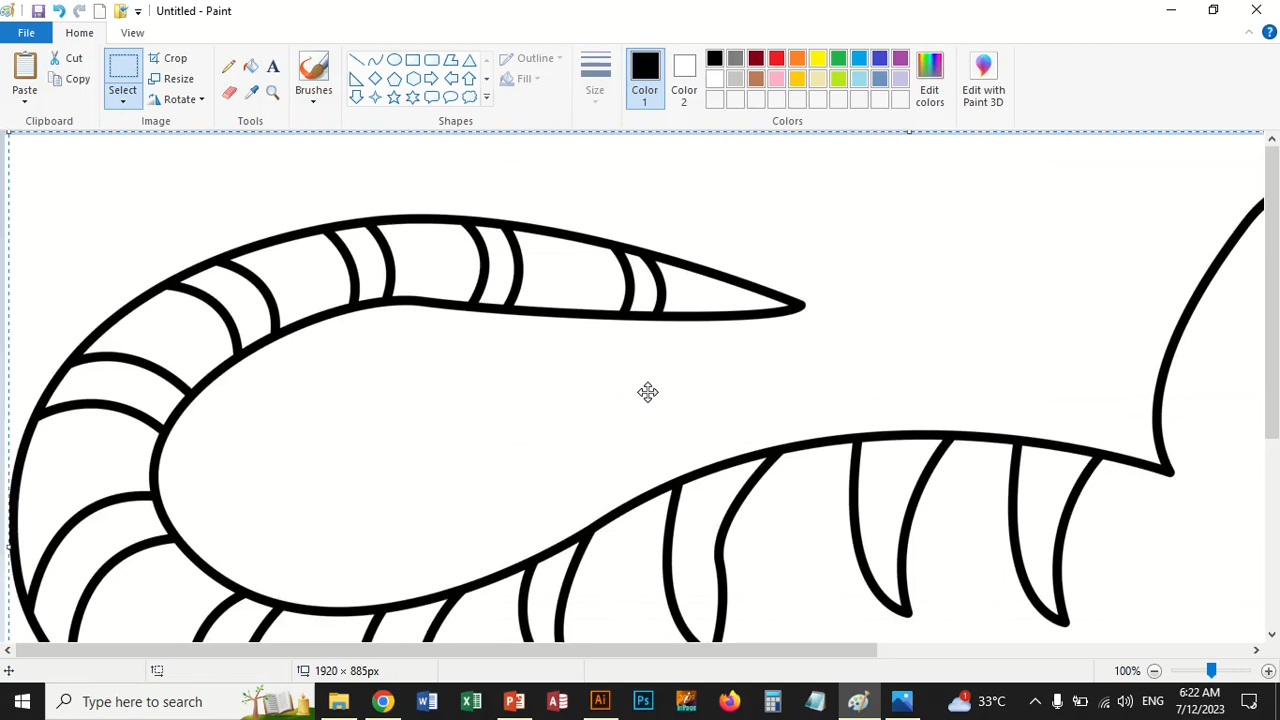 Untitled - Paint
File
Home
View
Paste
Cut
Copy
Clipboard
Select
Crop
Resize
Rotate
Image
A
Tools
Brushes
Outline
Fill
Shapes
Size
Color 1
Color 2
Edit colors
Edit with Paint 3D
Colors
1920 × 885px
100%
Type here to search
Ai
Ps
33°C
ENG
6:22 AM
7/12/2023